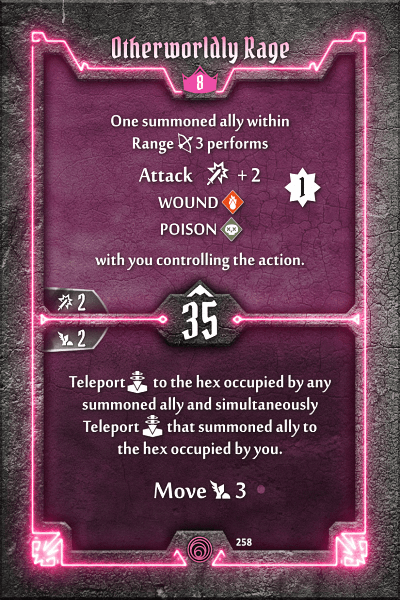 Otherworldly Rage
8
One summoned ally within
Range 3 performs
Attack +2
1
WOUND
POISON
with you controlling the action.
2
35
2
Teleport to the hex occupied by any
summoned ally and simultaneously
Teleport that summoned ally to
the hex occupied by you.
Move 3
258